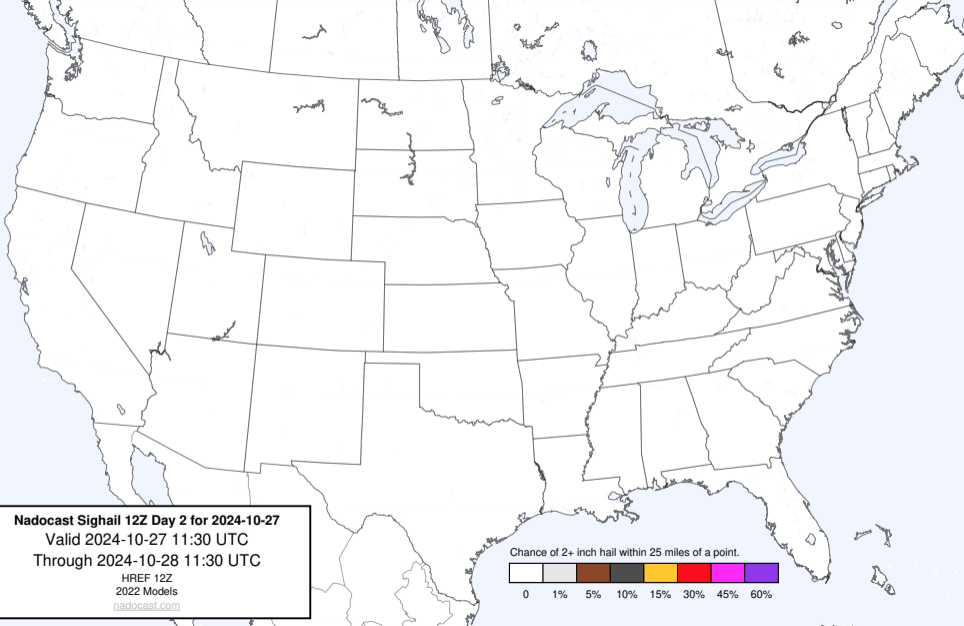 Nadocast Sighail 12Z Day 2 for 2024-10-27
Valid 2024-10-27 11:30 UTC
Through 2024-10-28 11:30 UTC
HREF 12Z
2022 Models
nadocast.com
Chance of 2+ inch hail within 25 miles of a point.
0 1% 5% 10% 15% 30% 45% 60%